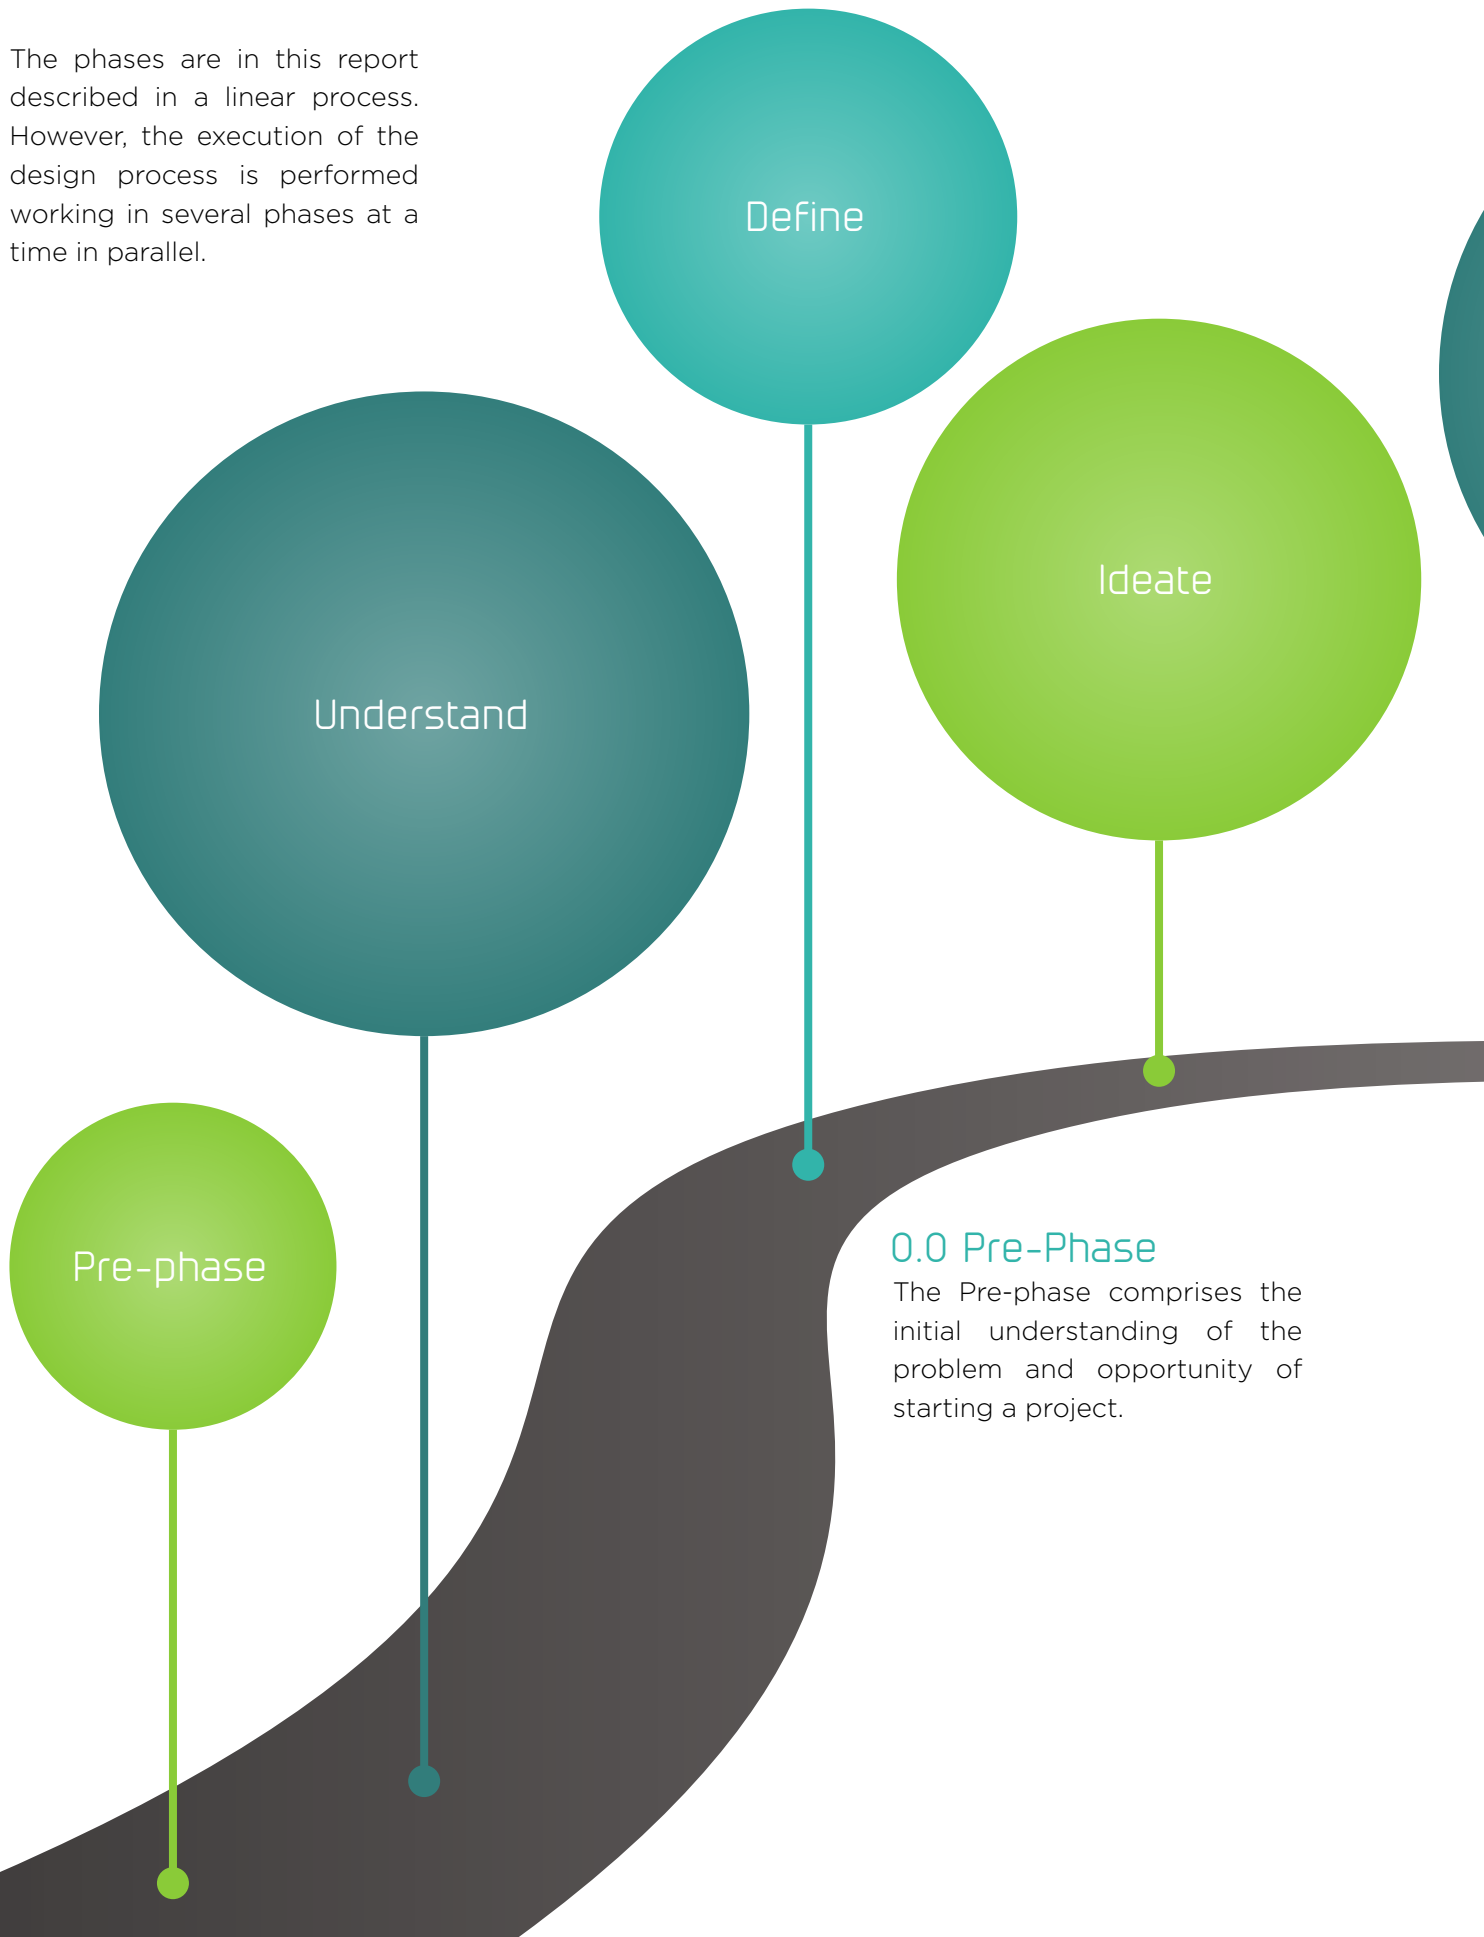 The phases are in this report
described in a linear process.
However, the execution of the
design process is performed
working in several phases at a
time in parallel.
Define
Ideate
Understand
Pre-phase
0.0 Pre-Phase
The Pre-phase comprises the
initial understanding of the
problem and opportunity of
starting a project.